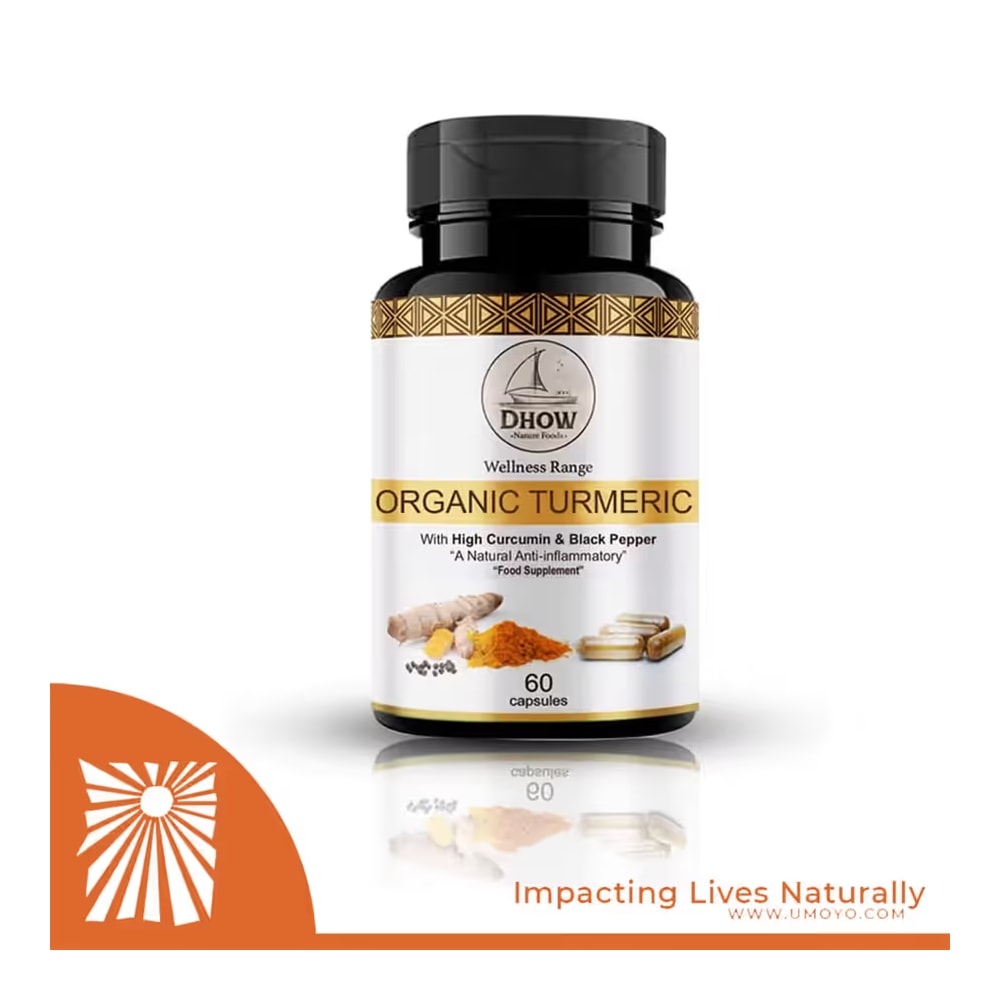 DHOW
•Nature Foods•
Wellness Range
ORGANIC TURMERIC
With High Curcumin & Black Pepper
“A Natural Anti-inflammatory”
“Food Supplement”
60
capsules
Impacting Lives Naturally
WWW.UMOYO.COM